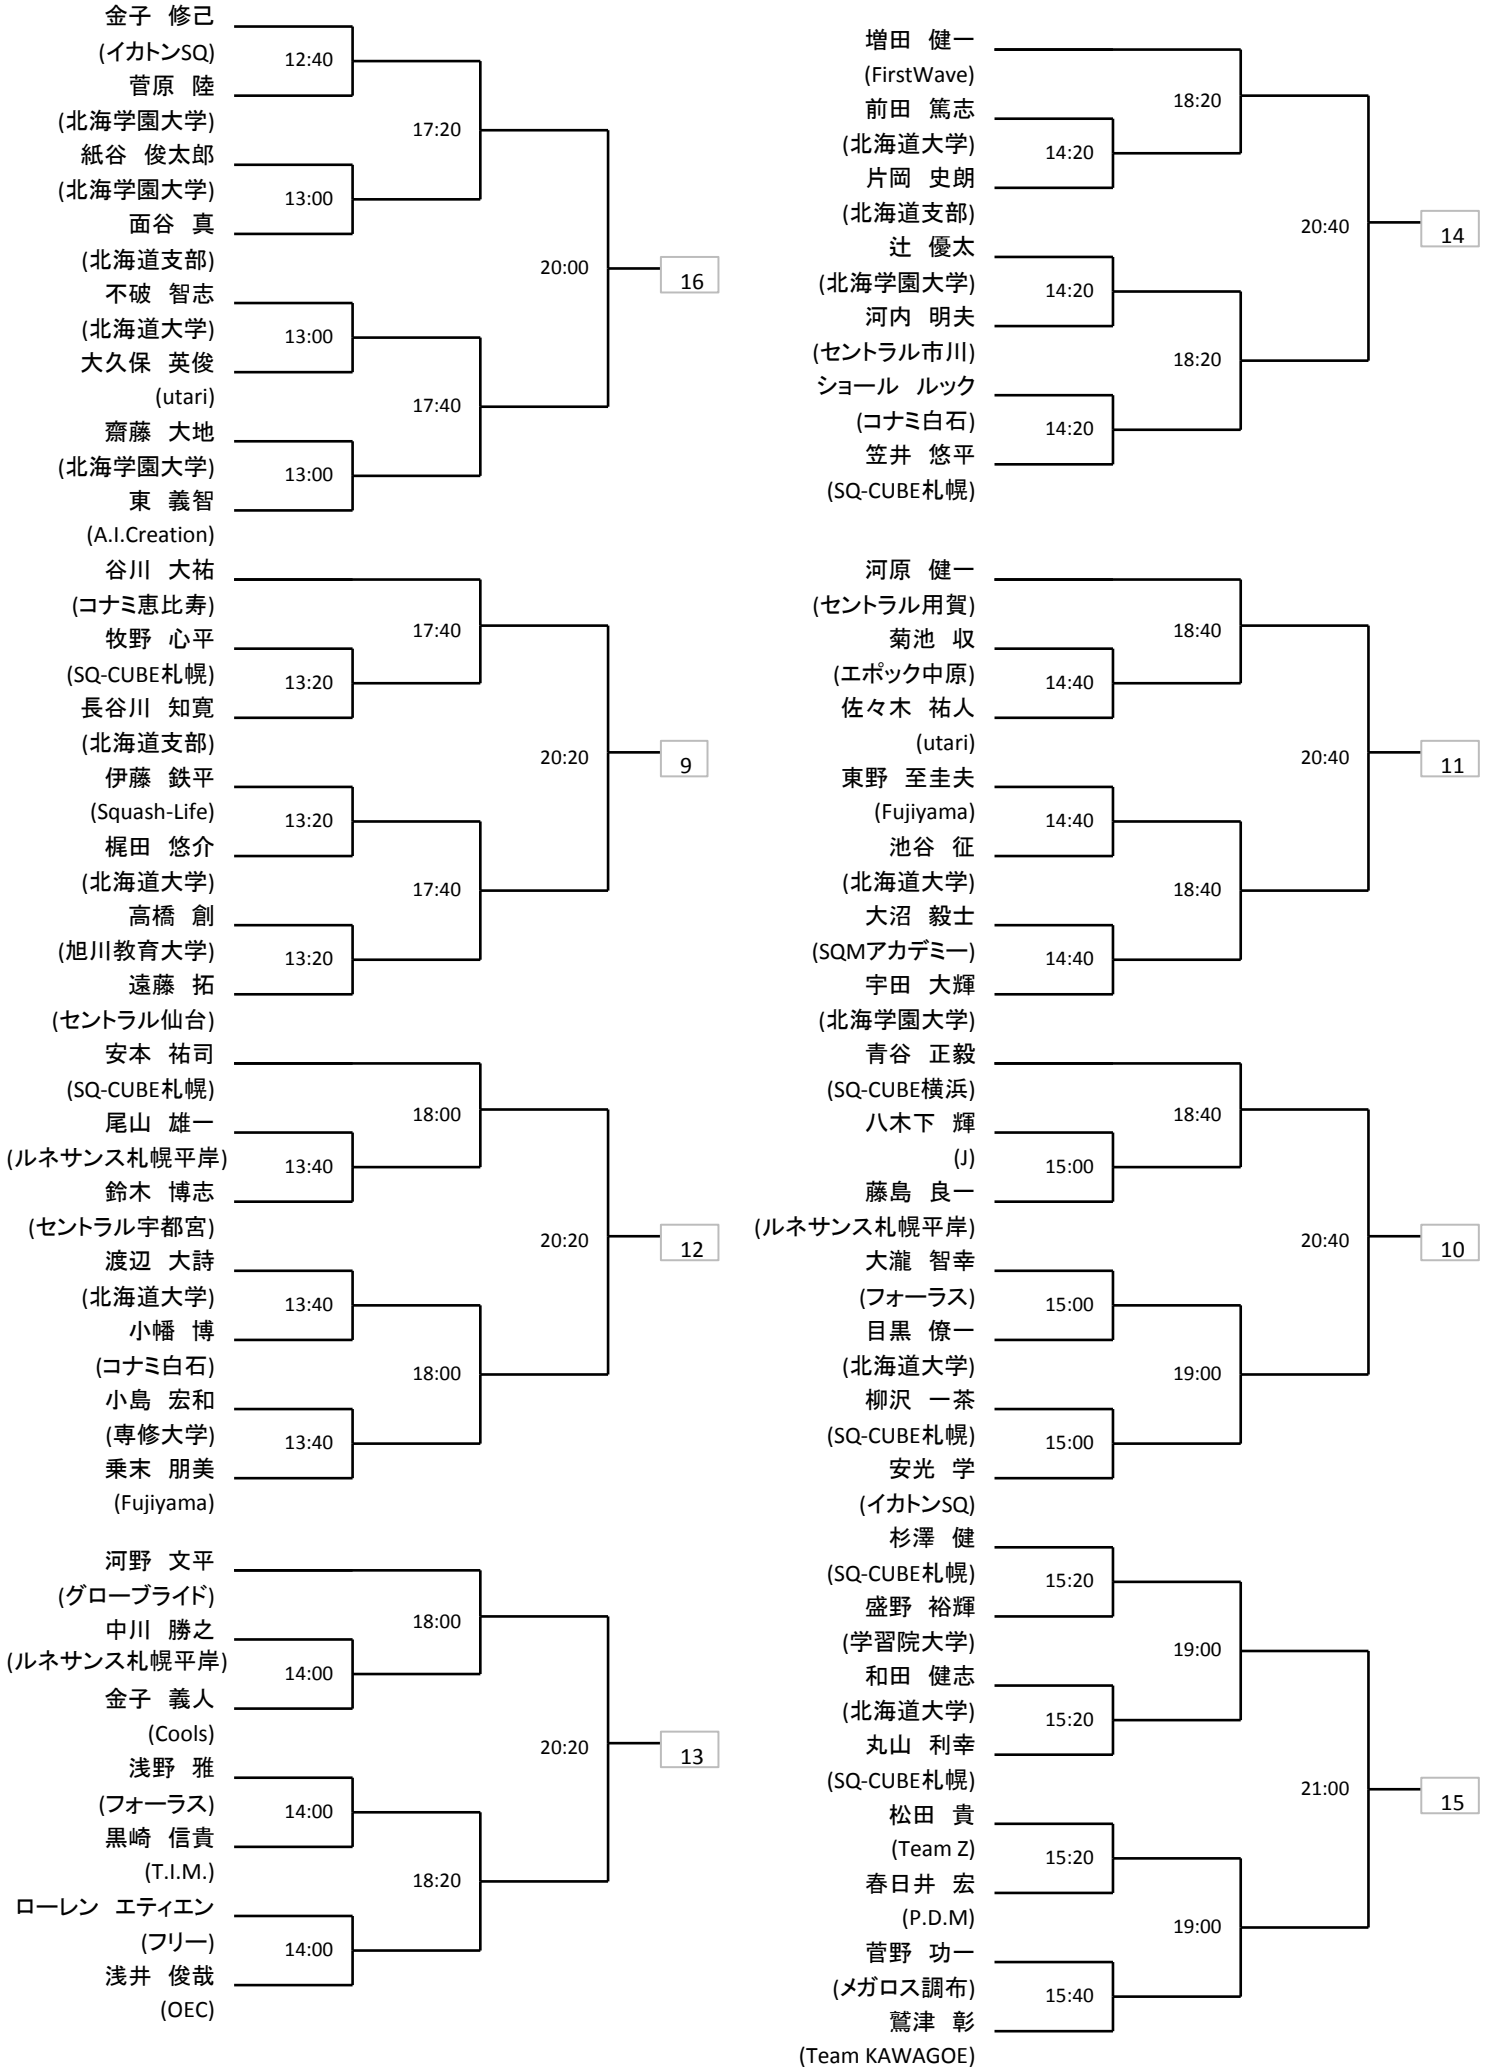 金子 修己
(イカトンSQ)
12:40
菅原 陸
(北海学園大学)
17:20
紙谷 俊太郎
(北海学園大学)
13:00
面谷 真
(北海道支部)
20:00
16
不破 智志
(北海道大学)
13:00
大久保 英俊
(utari)
17:40
齋藤 大地
(北海学園大学)
13:00
東 義智
(A.I.Creation)
谷川 大祐
(コナミ恵比寿)
17:40
牧野 心平
(SQ-CUBE札幌)
13:20
長谷川 知寛
(北海道支部)
20:20
9
伊藤 鉄平
(Squash-Life)
13:20
梶田 悠介
(北海道大学)
17:40
高橋 創
(旭川教育大学)
13:20
遠藤 拓
(セントラル仙台)
安本 祐司
(SQ-CUBE札幌)
18:00
尾山 雄一
(ルネサンス札幌平岸)
13:40
鈴木 博志
(セントラル宇都宮)
20:20
12
渡辺 大詩
(北海道大学)
13:40
小幡 博
(コナミ白石)
18:00
小島 宏和
(専修大学)
13:40
乗末 朋美
(Fujiyama)
河野 文平
(グローブライド)
18:00
中川 勝之
(ルネサンス札幌平岸)
14:00
金子 義人
(Cools)
20:20
13
浅野 雅
(フォーラス)
14:00
黒崎 信貴
(T.I.M.)
18:20
ローレン エティエン
(フリー)
14:00
浅井 俊哉
(OEC)
増田 健一
(FirstWave)
18:20
前田 篤志
(北海道大学)
14:20
片岡 史朗
(北海道支部)
20:40
14
辻 優太
(北海学園大学)
14:20
河内 明夫
(セントラル市川)
18:20
ショール ルック
(コナミ白石)
14:20
笠井 悠平
(SQ-CUBE札幌)
河原 健一
(セントラル用賀)
18:40
菊池 収
(エポック中原)
14:40
佐々木 祐人
(utari)
20:40
11
東野 至圭夫
(Fujiyama)
14:40
池谷 征
(北海道大学)
18:40
大沼 毅士
(SQMアカデミー)
14:40
宇田 大輝
(北海学園大学)
青谷 正毅
(SQ-CUBE横浜)
18:40
八木下 輝
(J)
15:00
藤島 良一
(ルネサンス札幌平岸)
20:40
10
大瀧 智幸
(フォーラス)
15:00
目黒 僚一
(北海道大学)
19:00
柳沢 一茶
(SQ-CUBE札幌)
15:00
安光 学
(イカトンSQ)
杉澤 健
(SQ-CUBE札幌)
15:20
盛野 裕輝
(学習院大学)
19:00
和田 健志
(北海道大学)
15:20
丸山 利幸
(SQ-CUBE札幌)
21:00
15
松田 貴
(Team Z)
15:20
春日井 宏
(P.D.M)
19:00
菅野 功一
(メガロス調布)
15:40
鷲津 彰
(Team KAWAGOE)